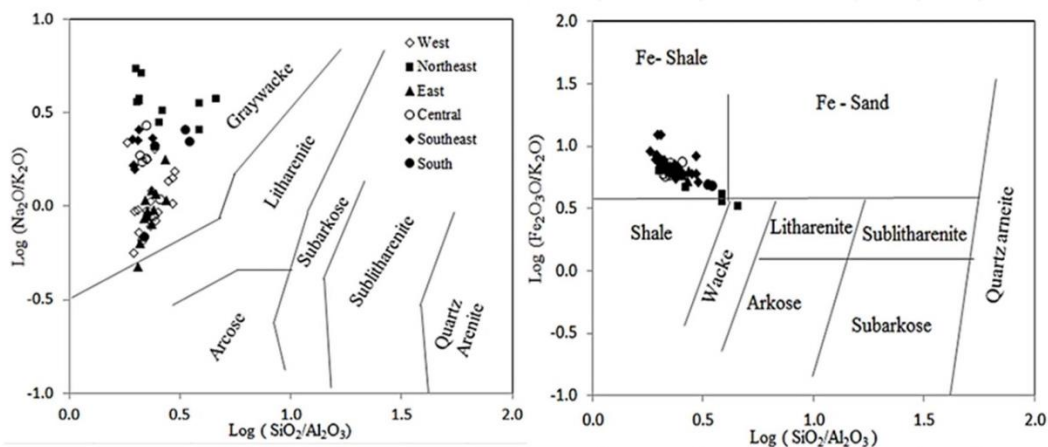 1.0
0.5
0.0
-0.5
-1.0
Log (Na₂O/K₂O)
0.0 0.5 1.0 1.5 2.0
Log ( SiO₂/Al₂O₃)
West
Northeast
East
Central
Southeast
South
Graywacke
Litharenite
Subarkose
Sublitharenite
Arcose
Quartz
Arenite
2.0
1.5
1.0
0.5
0.0
-0.5
-1.0
Log (Fe₂O₃O/K₂O)
0.0 0.5 1.0 1.5 2.0
Log ( SiO₂/Al₂O₃)
Fe- Shale
Fe - Sand
Shale
Wacke
Litharenite
Sublitharenite
Arkose
Subarkose
Quartz arneite